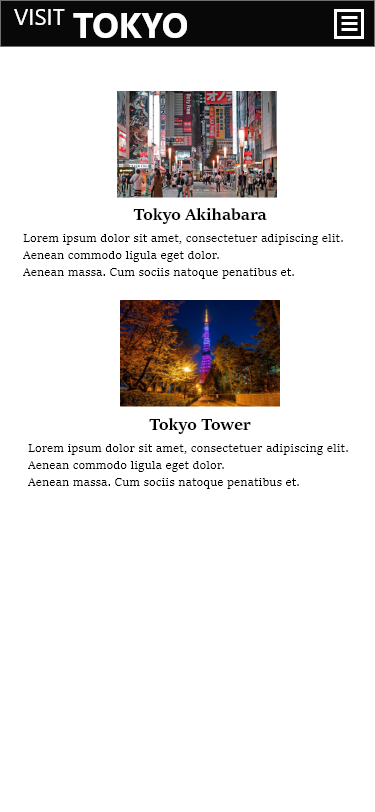 VISIT TOKYO
Tokyo Akihabara
Lorem ipsum dolor sit amet, consectetuer adipiscing elit.
Aenean commodo ligula eget dolor.
Aenean massa. Cum sociis natoque penatibus et.
Tokyo Tower
Lorem ipsum dolor sit amet, consectetuer adipiscing elit.
Aenean commodo ligula eget dolor.
Aenean massa. Cum sociis natoque penatibus et.